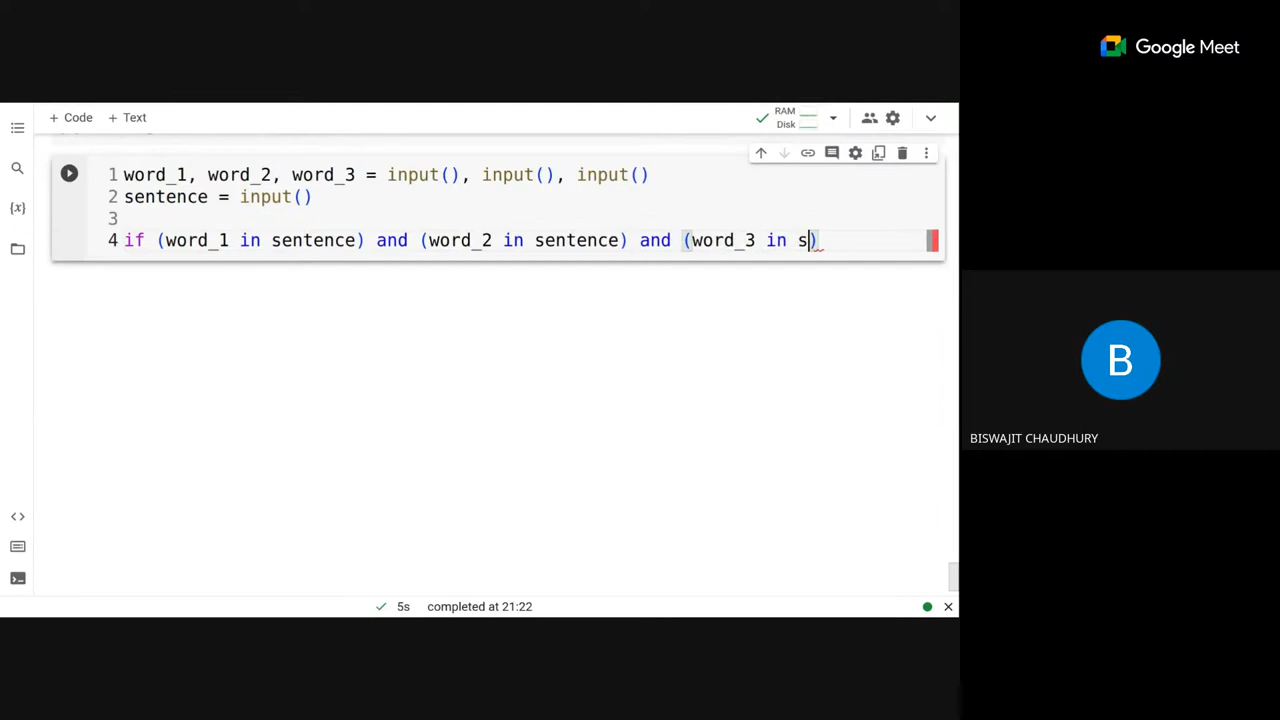 Google Meet
+ Code + Text
RAM
Disk
1 word_1, word_2, word_3 = input(), input(), input()
2 sentence = input()
3
4 if (word_1 in sentence) and (word_2 in sentence) and (word_3 in s)
{x}
B
BISWAJIT CHAUDHURY
5s completed at 21:22